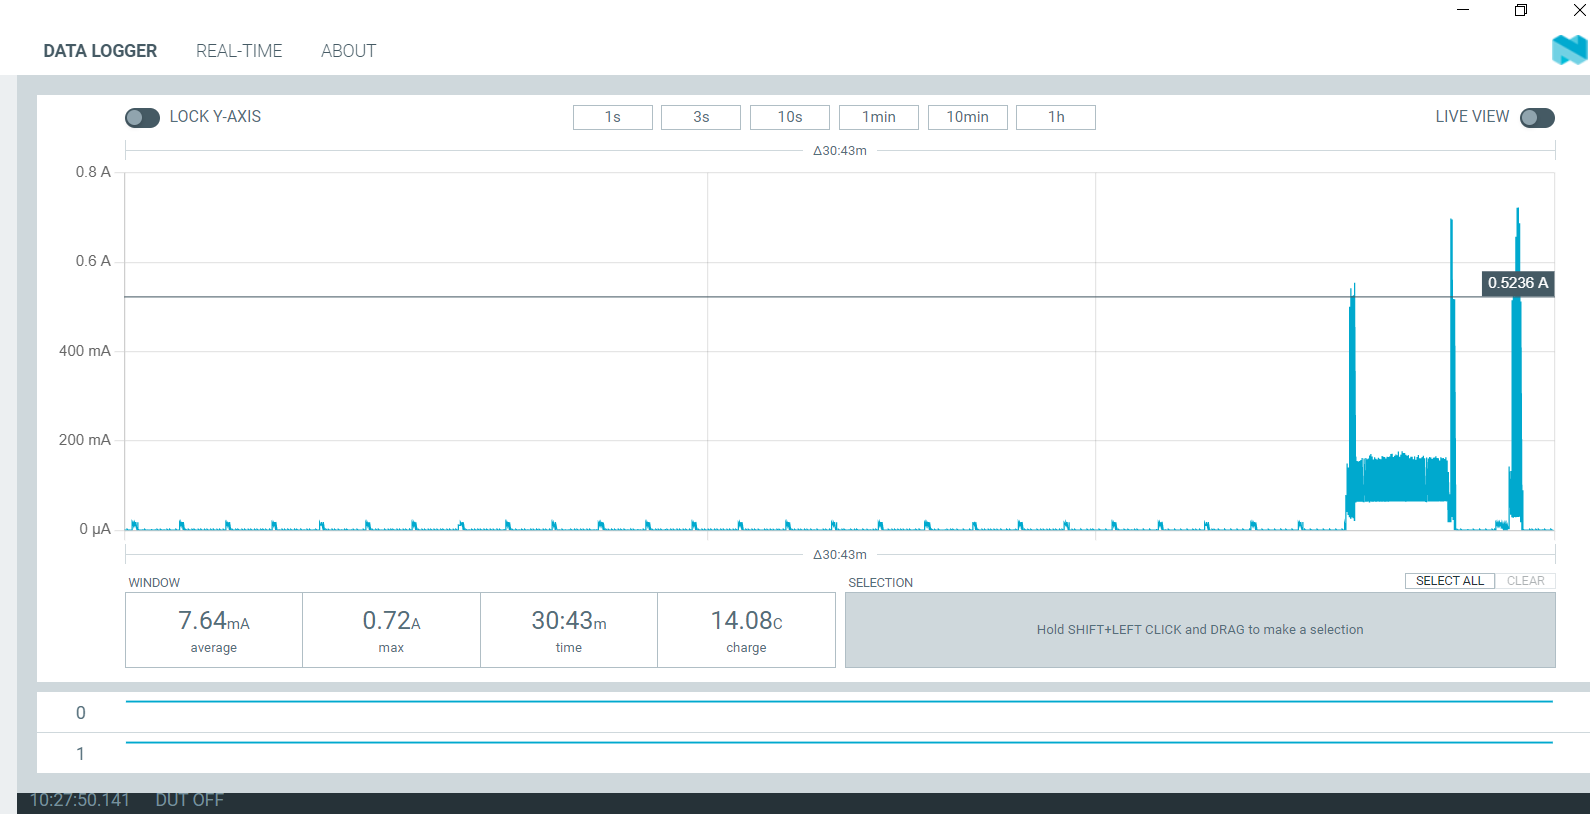 DATA LOGGER REAL-TIME ABOUT
LOCK Y-AXIS 1s 3s 10s 1min 10min 1h LIVE VIEW
Δ30:43m
0.8 A
0.6 A
0.5236 A
400 mA
200 mA
0 µA
Δ30:43m
WINDOW SELECTION SELECT ALL CLEAR
7.64mA 0.72A 30:43m 14.08C
average max time charge
Hold SHIFT+LEFT CLICK and DRAG to make a selection
0
1
10:27:50.141 DUT OFF